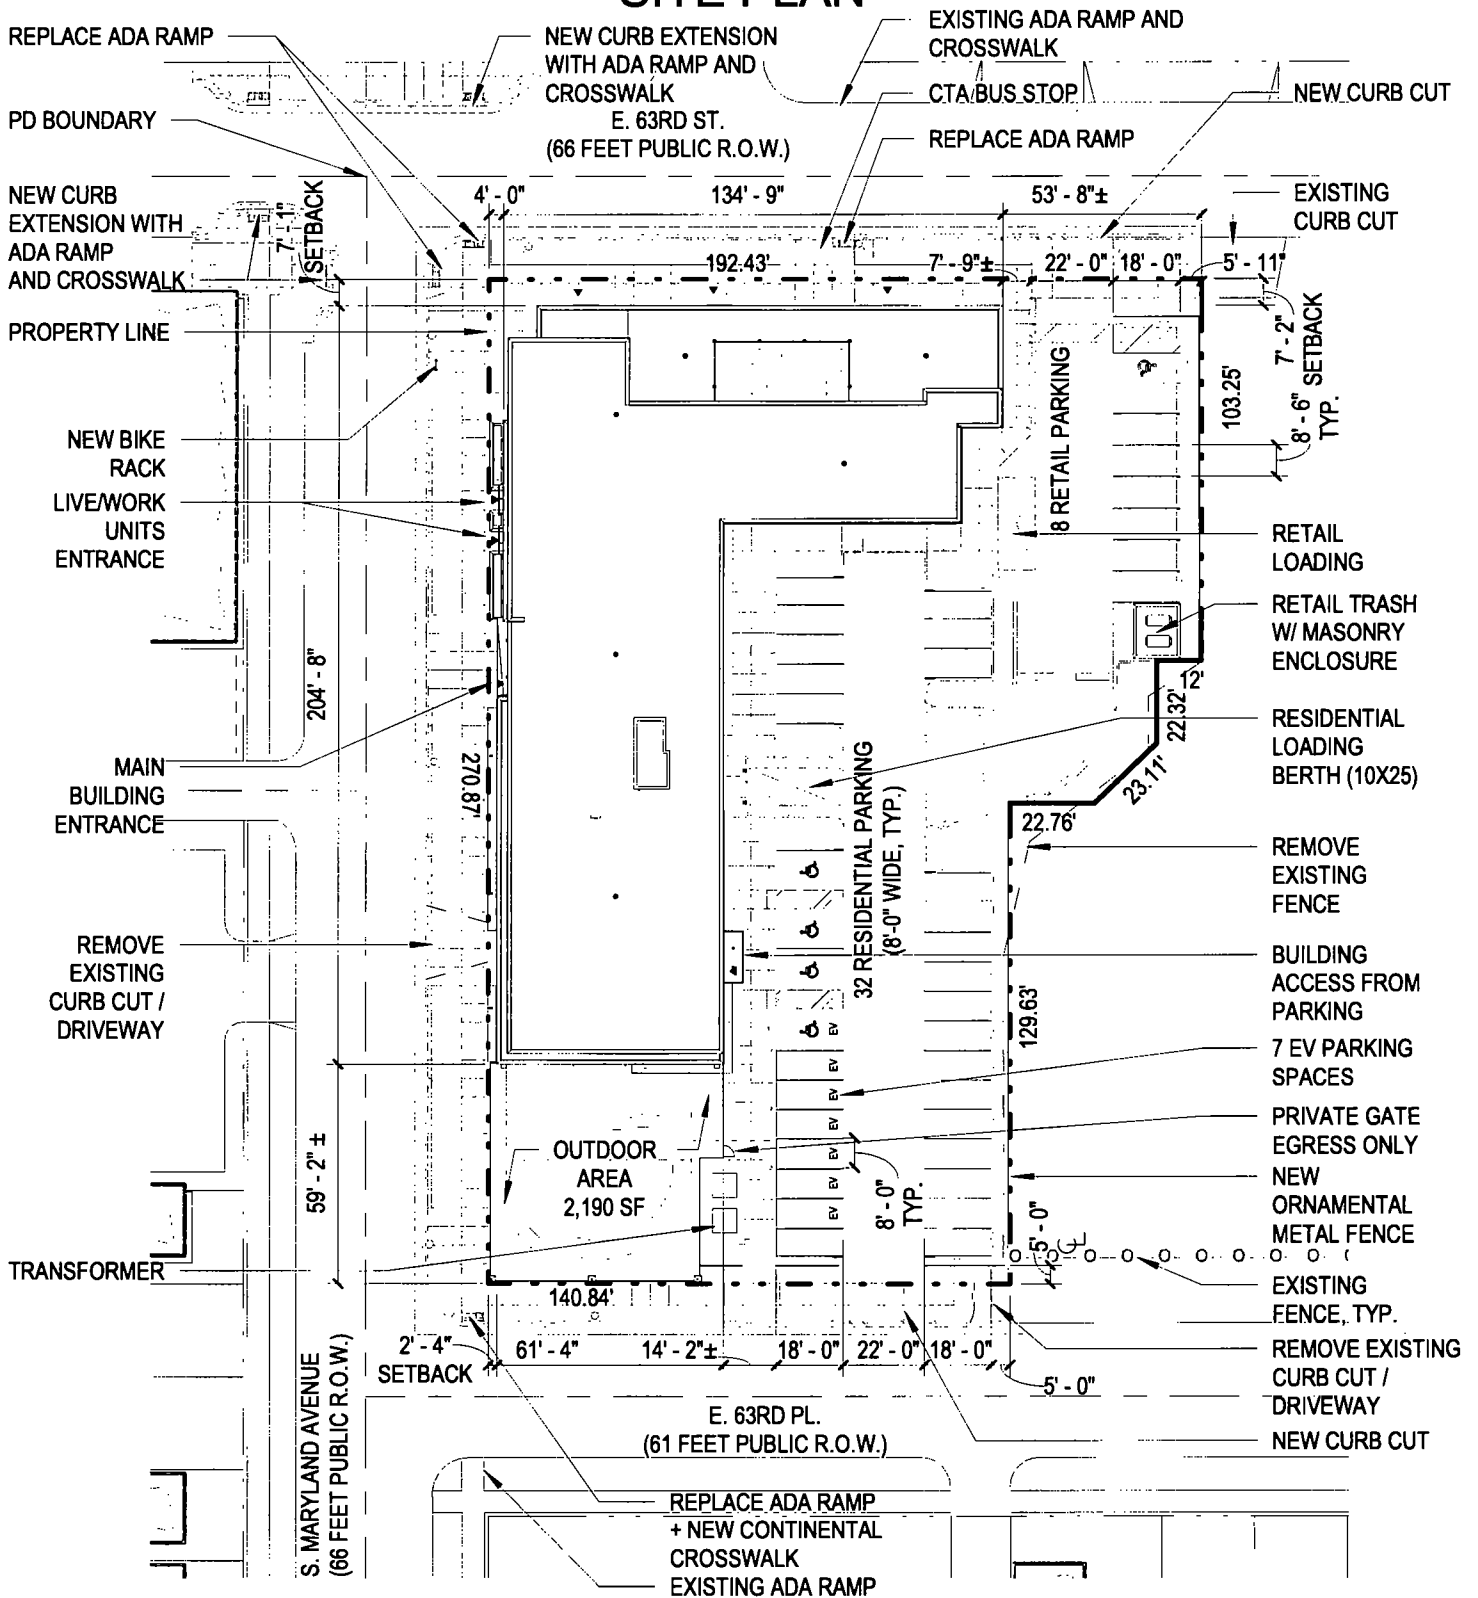 SITE PLAN
REPLACE ADA RAMP
NEW CURB EXTENSION
WITH ADA RAMP AND
CROSSWALK
E. 63RD ST.
(66 FEET PUBLIC R.O.W.)
EXISTING ADA RAMP AND
CROSSWALK
CTA BUS STOP
REPLACE ADA RAMP
NEW CURB CUT
PD BOUNDARY
NEW CURB
EXTENSION WITH
ADA RAMP
AND CROSSWALK
7' - 1"
SETBACK
4' - 0"
134' - 9"
53' - 8"±
EXISTING
CURB CUT
192.43'
7' - 9"±
22' - 0"
18' - 0"
5' - 11"
PROPERTY LINE
7' - 2"
SETBACK
103.25'
8' - 6"
TYP.
8 RETAIL PARKING
NEW BIKE
RACK
LIVE/WORK
UNITS
ENTRANCE
RETAIL
LOADING
RETAIL TRASH
W/ MASONRY
ENCLOSURE
204' - 8"
12'
22.32'
23.11'
22.76'
RESIDENTIAL
LOADING
BERTH (10X25)
MAIN
BUILDING
ENTRANCE
270.87'
32 RESIDENTIAL PARKING
(8'-0" WIDE, TYP.)
REMOVE
EXISTING
FENCE
REMOVE
EXISTING
CURB CUT /
DRIVEWAY
BUILDING
ACCESS FROM
PARKING
129.63'
EV
EV
EV
EV
EV
EV
EV
7 EV PARKING
SPACES
PRIVATE GATE
EGRESS ONLY
OUTDOOR
AREA
2,190 SF
59' - 2" ±
8' - 0"
TYP.
NEW
ORNAMENTAL
METAL FENCE
5' - 0"
TRANSFORMER
EXISTING
FENCE, TYP.
140.84'
2' - 4"
SETBACK
61' - 4"
14' - 2"±
18' - 0"
22' - 0"
18' - 0"
5' - 0"
REMOVE EXISTING
CURB CUT /
DRIVEWAY
NEW CURB CUT
S. MARYLAND AVENUE
(66 FEET PUBLIC R.O.W.)
E. 63RD PL.
(61 FEET PUBLIC R.O.W.)
REPLACE ADA RAMP
+ NEW CONTINENTAL
CROSSWALK
EXISTING ADA RAMP